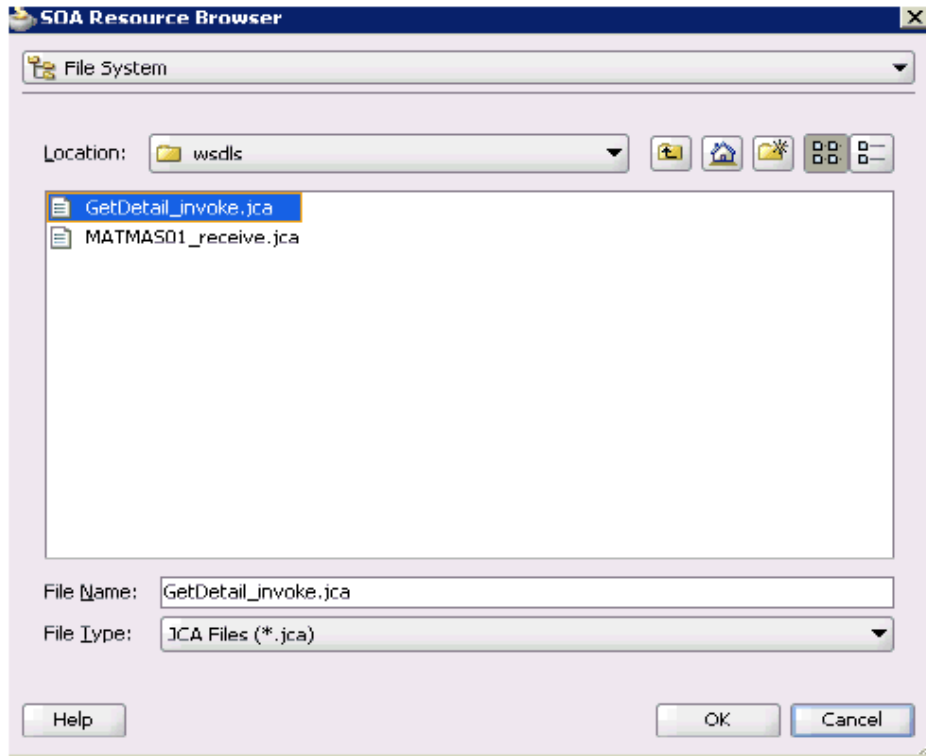 SOA Resource Browser
File System
Location: wsdls
GetDetail_invoke.jca
MATMAS01_receive.jca
File Name: GetDetail_invoke.jca
File Type: JCA Files (*.jca)
Help OK Cancel